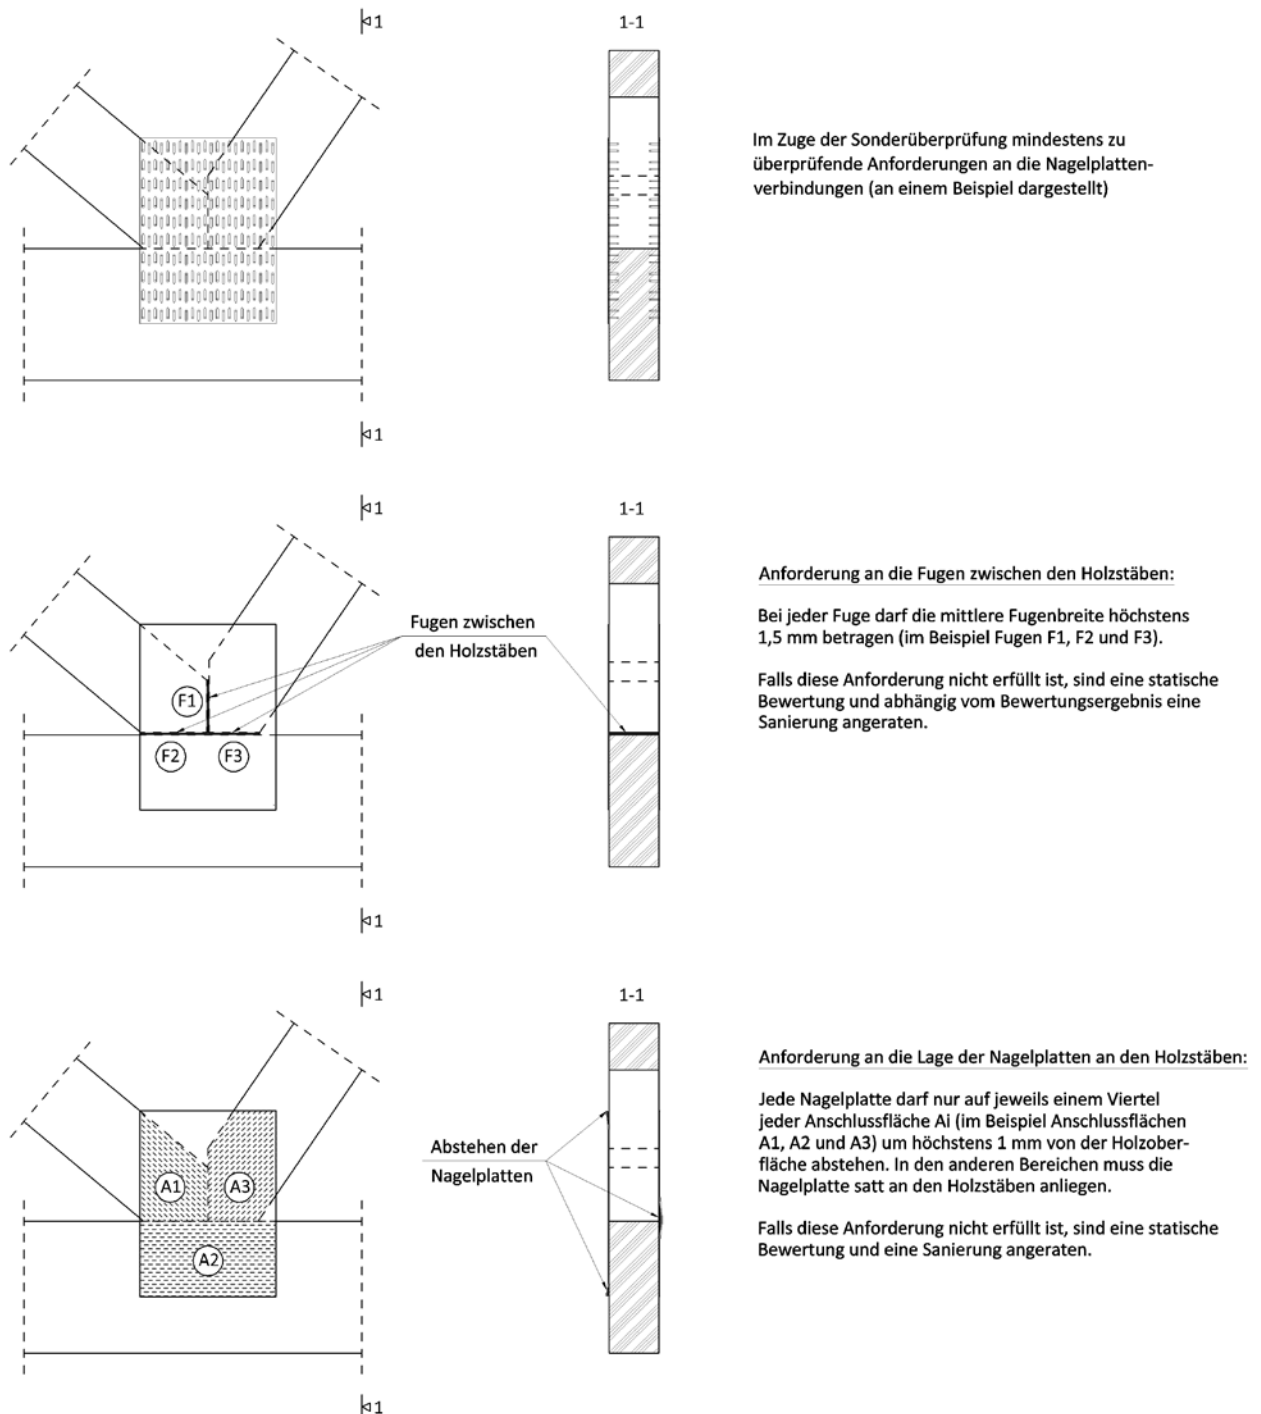 1
1-1
Im Zuge der Sonderüberprüfung mindestens zu
überprüfende Anforderungen an die Nagelplatten-
verbindungen (an einem Beispiel dargestellt)
1
1
1-1
Anforderung an die Fugen zwischen den Holzstäben:
Bei jeder Fuge darf die mittlere Fugenbreite höchstens
1,5 mm betragen (im Beispiel Fugen F1, F2 und F3).
Falls diese Anforderung nicht erfüllt ist, sind eine statische
Bewertung und abhängig vom Bewertungsergebnis eine
Sanierung angeraten.
Fugen zwischen
den Holzstäben
F1
F2
F3
1
1
1-1
Anforderung an die Lage der Nagelplatten an den Holzstäben:
Jede Nagelplatte darf nur auf jeweils einem Viertel
jeder Anschlussfläche Ai (im Beispiel Anschlussflächen
A1, A2 und A3) um höchstens 1 mm von der Holzober-
fläche abstehen. In den anderen Bereichen muss die
Nagelplatte satt an den Holzstäben anliegen.
Falls diese Anforderung nicht erfüllt ist, sind eine statische
Bewertung und eine Sanierung angeraten.
Abstehen der
Nagelplatten
A1
A3
A2
1